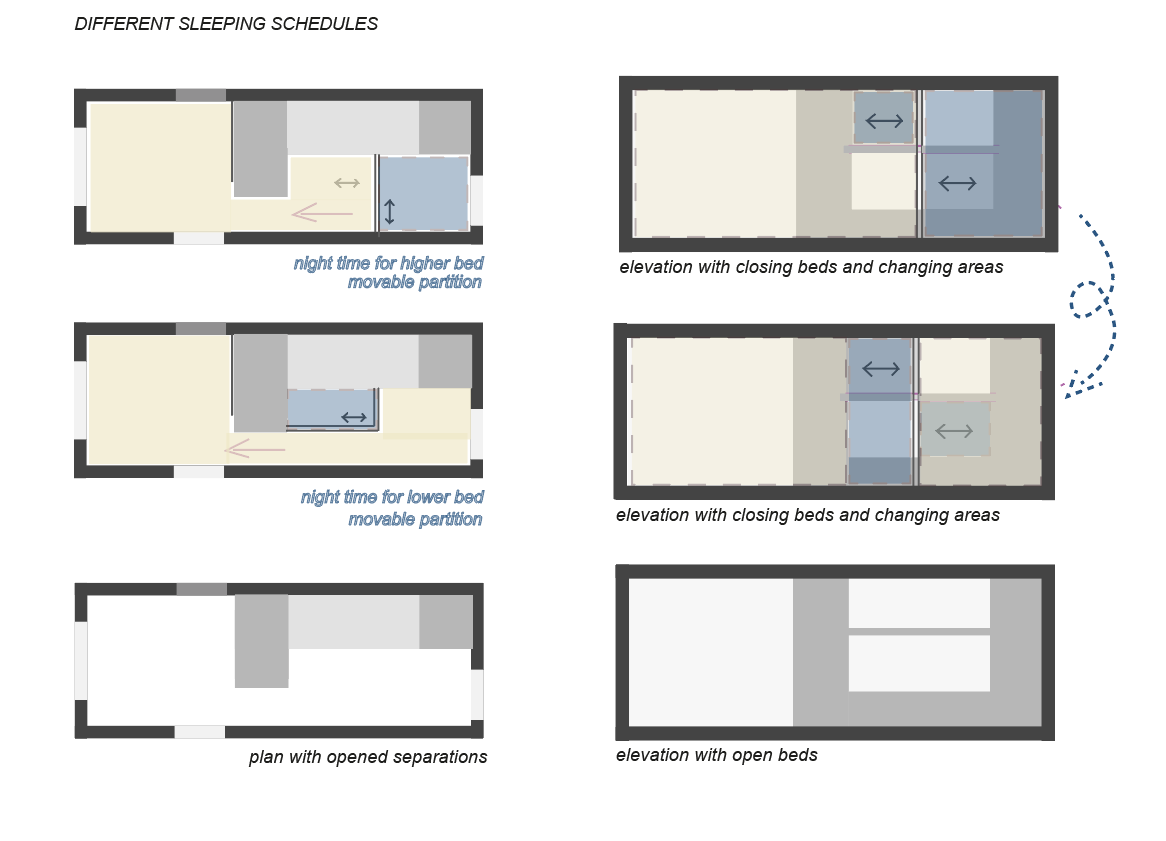 DIFFERENT SLEEPING SCHEDULES
night time for higher bed
movable partition
elevation with closing beds and changing areas
night time for lower bed
movable partition
elevation with closing beds and changing areas
plan with opened separations
elevation with open beds